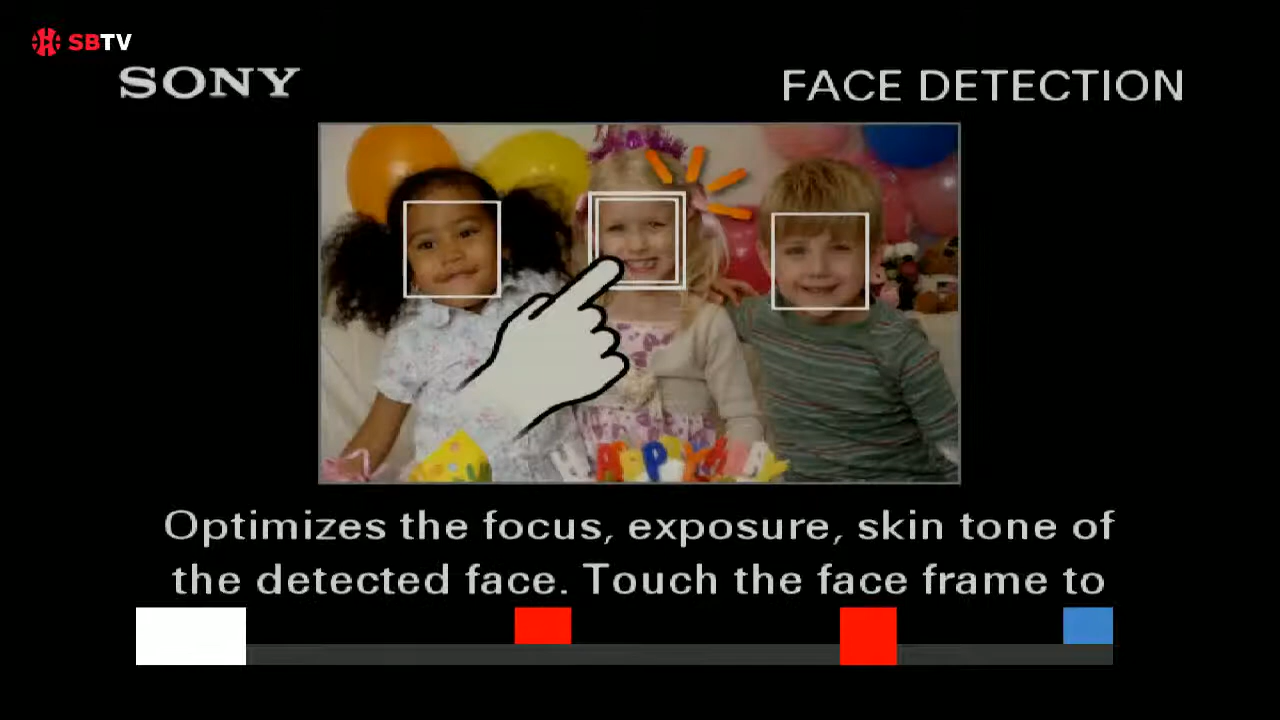 SBTV
SONY
FACE DETECTION
HAPPY
Optimizes the focus, exposure, skin tone of
the detected face. Touch the face frame to